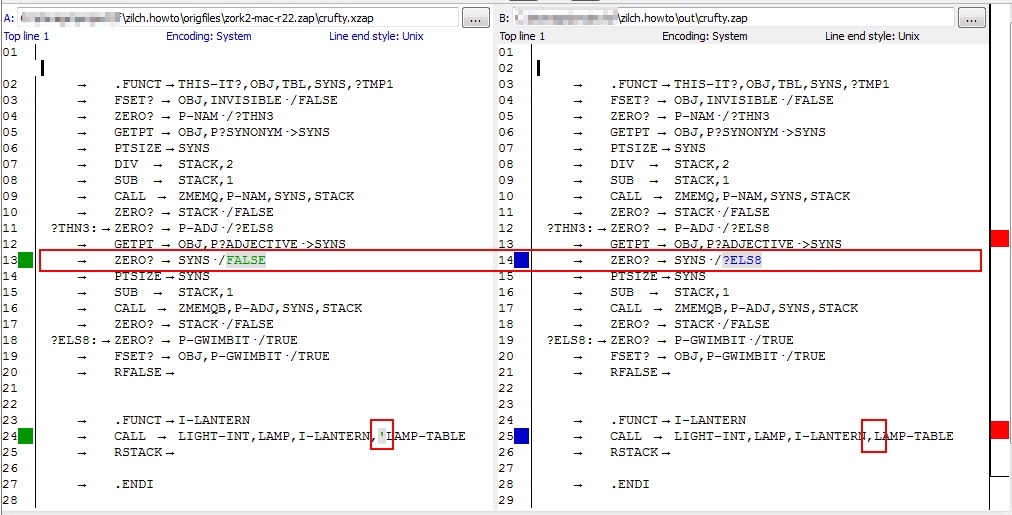 A: \zilch.howto\origfiles\zork2-mac-r22.zap\crufty.xzap ...
Top line 1 Encoding: System Line end style: Unix
01
02 → .FUNCT→THIS-IT?,OBJ,TBL,SYNS,?TMP1
03 → FSET? → OBJ,INVISIBLE·/FALSE
04 → ZERO? → P-NAM·/?THN3
05 → GETPT → OBJ,P?SYNONYM·>SYNS
06 → PTSIZE→SYNS
07 → DIV → STACK,2
08 → SUB → STACK,1
09 → CALL → ZMEMQ,P-NAM,SYNS,STACK
10 → ZERO? → STACK·/FALSE
11 ?THN3:→ZERO? → P-ADJ·/?ELS8
12 → GETPT → OBJ,P?ADJECTIVE·>SYNS
13 → ZERO? → SYNS·/FALSE
14 → PTSIZE→SYNS
15 → SUB → STACK,1
16 → CALL → ZMEMQB,P-ADJ,SYNS,STACK
17 → ZERO? → STACK·/FALSE
18 ?ELS8:→ZERO? → P-GWIMBIT·/TRUE
19 → FSET? → OBJ,P-GWIMBIT·/TRUE
20 → RFALSE→
21
22
23 → .FUNCT→I-LANTERN
24 → CALL → LIGHT-INT,LAMP,I-LANTERN,'LAMP-TABLE
25 → RSTACK→
26
27 → .ENDI
28
B: \zilch.howto\out\crufty.zap ...
Top line 1 Encoding: System Line end style: Unix
01
02
03 → .FUNCT→THIS-IT?,OBJ,TBL,SYNS,?TMP1
04 → FSET? → OBJ,INVISIBLE·/FALSE
05 → ZERO? → P-NAM·/?THN3
06 → GETPT → OBJ,P?SYNONYM·>SYNS
07 → PTSIZE→SYNS
08 → DIV → STACK,2
09 → SUB → STACK,1
10 → CALL → ZMEMQ,P-NAM,SYNS,STACK
11 → ZERO? → STACK·/FALSE
12 ?THN3:→ZERO? → P-ADJ·/?ELS8
13 → GETPT → OBJ,P?ADJECTIVE·>SYNS
14 → ZERO? → SYNS·/?ELS8
15 → PTSIZE→SYNS
16 → SUB → STACK,1
17 → CALL → ZMEMQB,P-ADJ,SYNS,STACK
18 → ZERO? → STACK·/FALSE
19 ?ELS8:→ZERO? → P-GWIMBIT·/TRUE
20 → FSET? → OBJ,P-GWIMBIT·/TRUE
21 → RFALSE→
22
23
24 → .FUNCT→I-LANTERN
25 → CALL → LIGHT-INT,LAMP,I-LANTERN,LAMP-TABLE
26 → RSTACK→
27
28 → .ENDI
29